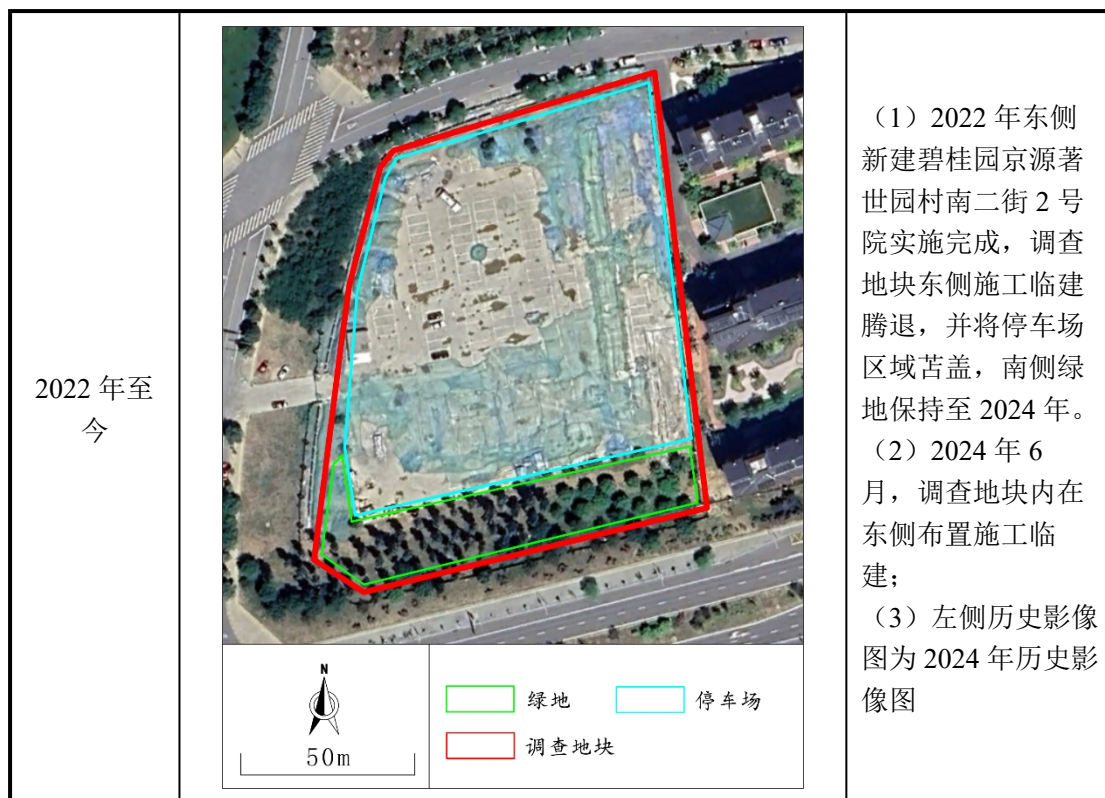 2022 年至
今
N
50m
绿地
停车场
调查地块
（1）2022 年东侧
新建碧桂园京源著
世园村南二街 2 号
院实施完成，调查
地块东侧施工临建
腾退，并将停车场
区域苫盖，南侧绿
地保持至 2024 年。
（2）2024 年 6
月，调查地块内在
东侧布置施工临
建；
（3）左侧历史影像
图为 2024 年历史影
像图